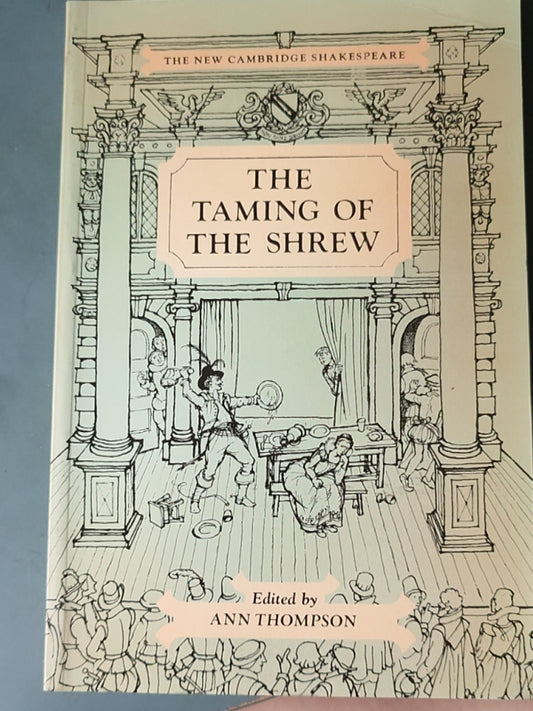 THE NEW CAMBRIDGE SHAKESPEARE
THE
TAMING OF
THE SHREW
Edited by
ANN THOMPSON